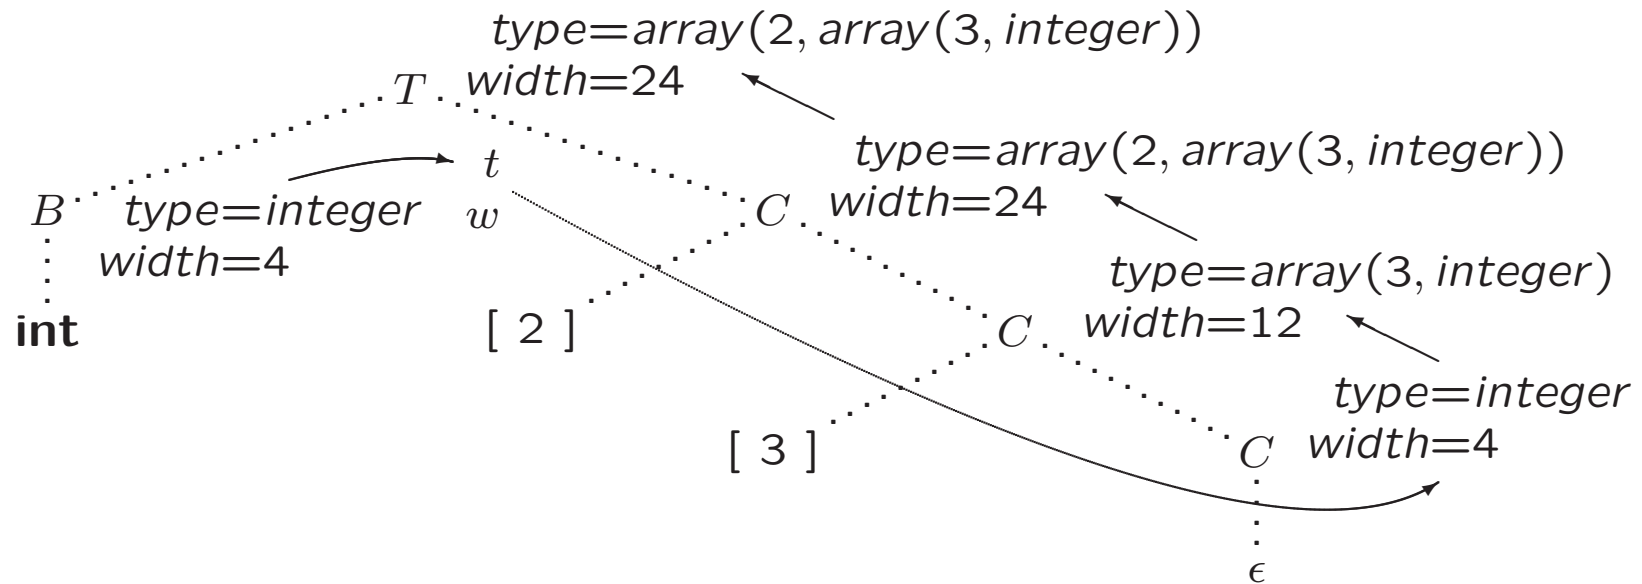 type=array(2, array(3, integer))
T width=24
t
type=array(2, array(3, integer))
B type=integer w C width=24
width=4
type=array(3, integer)
int [ 2 ] C width=12
type=integer
[ 3 ] C width=4
ϵ